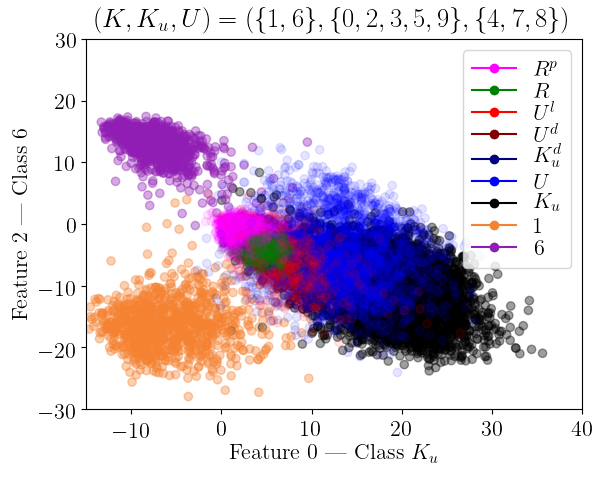 (K, K_u, U) = ({1, 6}, {0, 2, 3, 5, 9}, {4, 7, 8})
30
20
10
0
−10
−20
−30
Feature 2 — Class 6
R^p
R
U^l
U^d
K_u^d
U
K_u
1
6
−10
0
10
20
30
40
Feature 0 — Class K_u